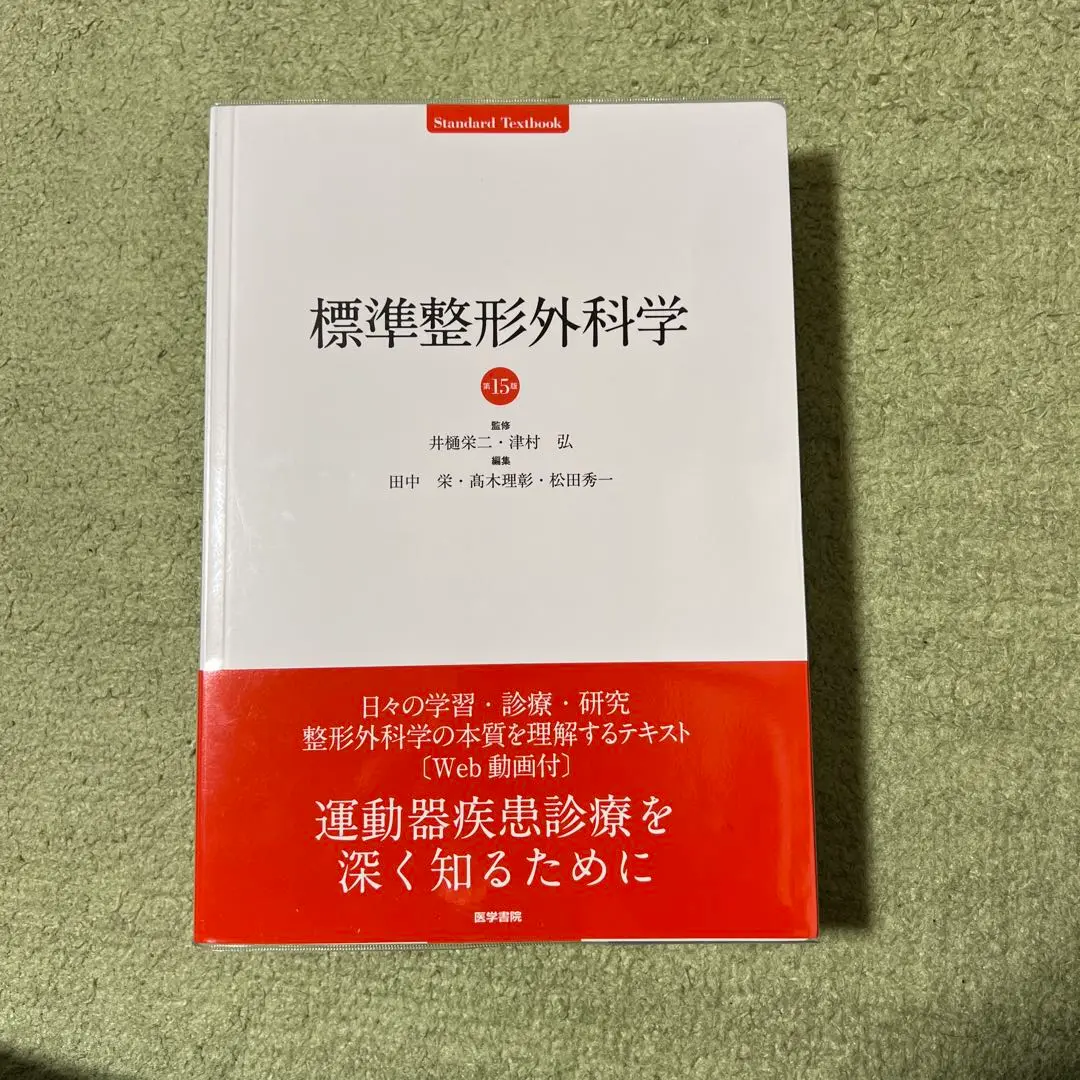 Standard Textbook
標準整形外科学
第15版
監修
井樋栄二・津村　弘
編集
田中　栄・髙木理彰・松田秀一
日々の学習・診療・研究
整形外科学の本質を理解するテキスト
〔Web動画付〕
運動器疾患診療を
深く知るために
医学書院